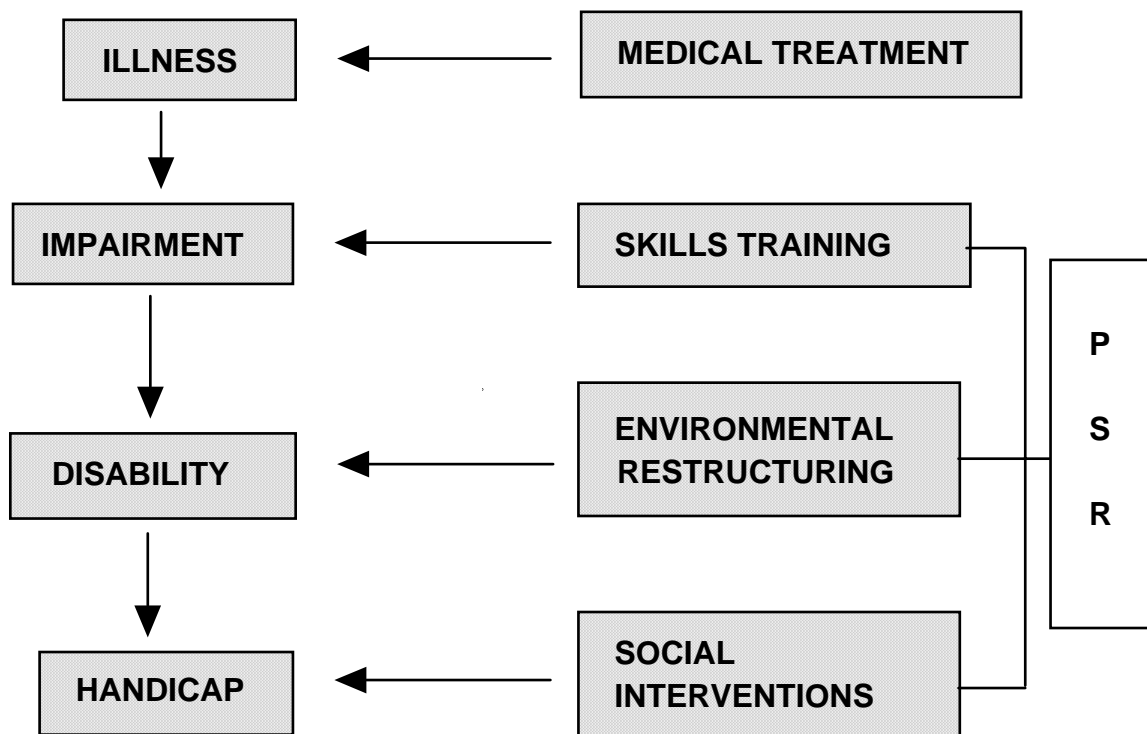 ILLNESS
MEDICAL TREATMENT
IMPAIRMENT
SKILLS TRAINING
DISABILITY
ENVIRONMENTAL
RESTRUCTURING
HANDICAP
SOCIAL
INTERVENTIONS
P
S
R